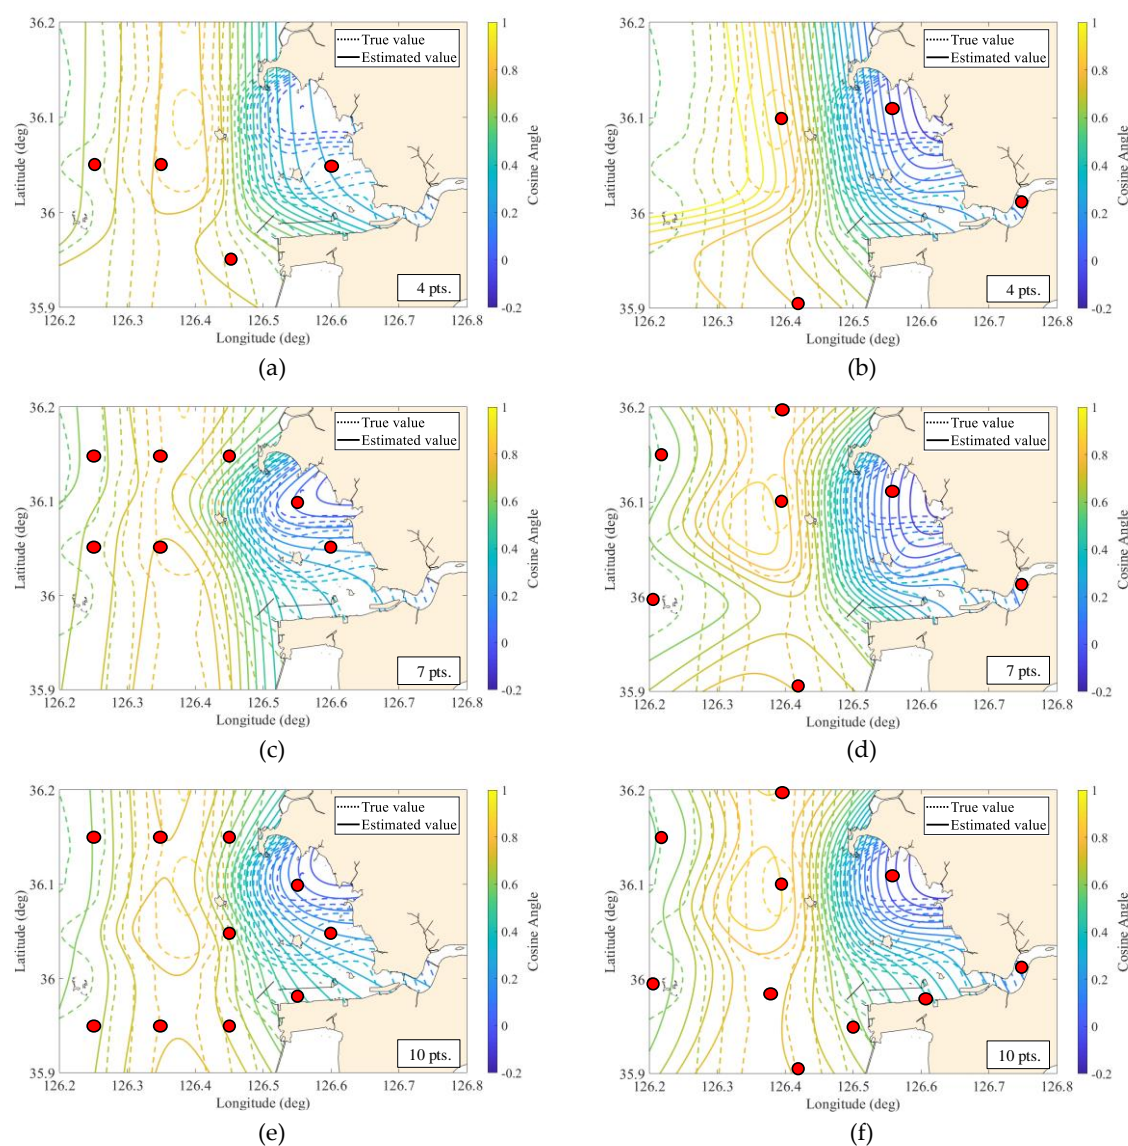 36.2
36.1
36
35.9
126.2 126.3 126.4 126.5 126.6 126.7 126.8
Latitude (deg)
Longitude (deg)
True value
Estimated value
4 pts.
1
0.8
0.6
0.4
0.2
0
-0.2
Cosine Angle
(a)
36.2
36.1
36
35.9
126.2 126.3 126.4 126.5 126.6 126.7 126.8
Latitude (deg)
Longitude (deg)
True value
Estimated value
4 pts.
1
0.8
0.6
0.4
0.2
0
-0.2
Cosine Angle
(b)
36.2
36.1
36
35.9
126.2 126.3 126.4 126.5 126.6 126.7 126.8
Latitude (deg)
Longitude (deg)
True value
Estimated value
7 pts.
1
0.8
0.6
0.4
0.2
0
-0.2
Cosine Angle
(c)
36.2
36.1
36
35.9
126.2 126.3 126.4 126.5 126.6 126.7 126.8
Latitude (deg)
Longitude (deg)
True value
Estimated value
7 pts.
1
0.8
0.6
0.4
0.2
0
-0.2
Cosine Angle
(d)
36.2
36.1
36
35.9
126.2 126.3 126.4 126.5 126.6 126.7 126.8
Latitude (deg)
Longitude (deg)
True value
Estimated value
10 pts.
1
0.8
0.6
0.4
0.2
0
-0.2
Cosine Angle
(e)
36.2
36.1
36
35.9
126.2 126.3 126.4 126.5 126.6 126.7 126.8
Latitude (deg)
Longitude (deg)
True value
Estimated value
10 pts.
1
0.8
0.6
0.4
0.2
0
-0.2
Cosine Angle
(f)